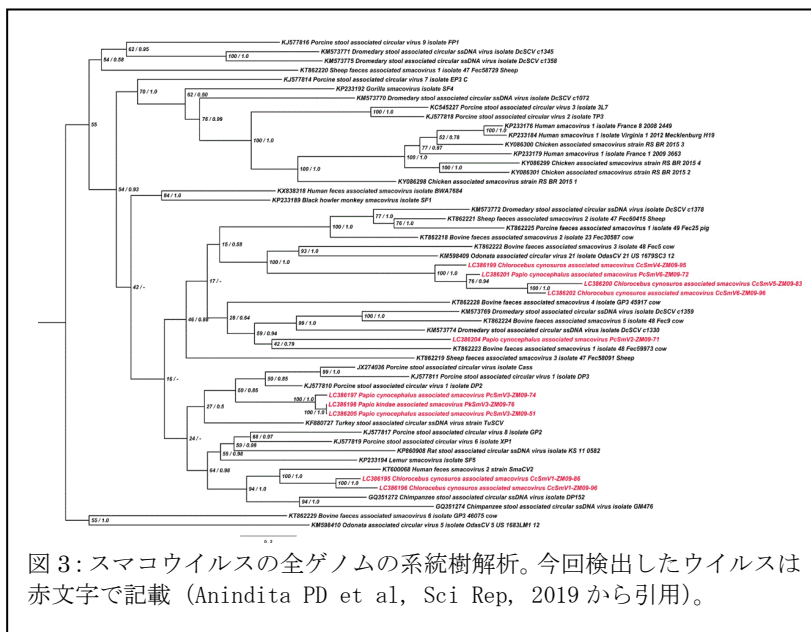 KJ577816 Porcine stool associated circular virus 9 isolate FP1
62 / 0.95
KM573771 Dromedary stool associated circular ssDNA virus isolate DcSCV c1345
100 / 1.0
54 / 0.58
KM573775 Dromedary stool associated circular ssDNA virus isolate DcSCV c1358
KT862220 Sheep faeces associated smacovirus 1 isolate 47 Fec58729 Sheep
KJ577814 Porcine stool associated circular virus 7 isolate EP3 C
70 / 1.0
KP233192 Gorilla smacovirus SF4
62 / 0.60
55
KM573770 Dromedary stool associated circular ssDNA virus isolate DcSCV c1072
KC545227 Porcine stool associated circular virus 3 isolate 3L7
76 / 0.99
100 / 1.0
KJ577818 Porcine stool associated circular virus 2 isolate TP3
KP233176 Human smacovirus 1 isolate France 8 2008 2449
100 / 1.0
100 / 1.0
KP233184 Human smacovirus 1 isolate Virginia 1 2012 Mecklenburg H19
52 / 0.78
KY086300 Chicken associated smacovirus strain RS BR 2015 3
77 / 0.97
KP233179 Human smacovirus 1 isolate France 1 2009 3663
100 / 1.0
KY086299 Chicken associated smacovirus strain RS BR 2015 4
100 / 1.0
KY086301 Chicken associated smacovirus strain RS BR 2015 2
100 / 1.0
KY086298 Chicken associated smacovirus strain RS BR 2015 1
54 / 0.93
KX838318 Human feces associated smacovirus isolate BWA7684
84 / 1.0
KP233189 Black howler monkey smacovirus isolate SF1
KM573772 Dromedary stool associated circular ssDNA virus isolate DcSCV c1378
77 / 1.0
KT862221 Sheep faeces associated smacovirus 2 isolate 47 Fec60415 Sheep
76 / 1.0
KT862225 Porcine faeces associated smacovirus 1 isolate 49 Fec25 pig
100 / 1.0
KT862218 Bovine faeces associated smacovirus 2 isolate 23 Fec30587 cow
15 / 0.58
KT862222 Bovine faeces associated smacovirus 3 isolate 48 Fec5 cow
93 / 1.0
KM598409 Odonata associated circular virus 21 isolate OdasCV 21 US 1679SC3 12
42 / -
100 / 1.0
LC386199 Chlorocebus cynosuros associated smacovirus CcSmV4-ZM09-95
100 / 1.0
LC386201 Papio cynocephalus associated smacovirus PcSmV6-ZM09-72
76 / 0.94
LC386200 Chlorocebus cynosuros associated smacovirus CcSmV5-ZM09-83
17 / -
100 / 1.0
LC386202 Chlorocebus cynosuros associated smacovirus CcSmV6-ZM09-96
KT862228 Bovine faeces associated smacovirus 4 isolate GP3 45917 cow
KM573769 Dromedary stool associated circular ssDNA virus isolate DcSCV c1359
28 / 0.64
99 / 1.0
KT862224 Bovine faeces associated smacovirus 5 isolate 48 Fec9 cow
46 / 0.98
KM573774 Dromedary stool associated circular ssDNA virus isolate DcSCV c1330
59 / 0.94
100 / 1.0
LC386204 Papio cynocephalus associated smacovirus PcSmV2-ZM09-71
42 / 0.79
KT862223 Bovine faeces associated smacovirus 1 isolate 48 Fec59973 cow
KT862219 Sheep faeces associated smacovirus 3 isolate 47 Fec58091 Sheep
16 / -
JX274036 Porcine stool associated circular virus isolate Cass
99 / 1.0
KJ577811 Porcine stool associated circular virus 1 isolate DP3
50 / 0.85
KJ577810 Porcine stool associated circular virus 1 isolate DP2
59 / 0.85
LC386197 Papio cynocephalus associated smacovirus PcSmV3-ZM09-74
100 / 1.0
LC386198 Papio kindae associated smacovirus PkSmV3-ZM09-76
27 / 0.5
100 / 1.0
LC386205 Papio cynocephalus associated smacovirus PcSmV3-ZM09-51
FJ880727 Turkey stool associated circular ssDNA virus strain TuSCV
24 / -
KJ577817 Porcine stool associated circular virus 8 isolate GP2
68 / 0.97
KJ577819 Porcine stool associated circular virus 6 isolate XP1
59 / 0.98
KP860908 Rat stool associated circular ssDNA virus isolate KS 11 0582
59 / 0.98
KP233194 Lemur smacovirus SF5
64 / 0.98
KT600068 Human feces smacovirus 2 strain SmaCV2
100 / 1.0
LC386195 Chlorocebus cynosuros associated smacovirus CcSmV1-ZM09-86
100 / 1.0
LC386196 Chlorocebus cynosuros associated smacovirus CcSmV1-ZM09-96
94 / 1.0
GQ351272 Chimpanzee stool associated circular ssDNA virus isolate DP152
94 / 1.0
GQ351274 Chimpanzee stool associated circular ssDNA virus isolate GM476
KT862229 Bovine faeces associated smacovirus 6 isolate GP3 46075 cow
55 / 1.0
KM598410 Odonata associated circular virus 5 isolate OdasCV 5 US 1683LM1 12
図 3: スマコウイルスの全ゲノムの系統樹解析。今回検出したウイルスは
赤文字で記載 (Anindita PD et al, Sci Rep, 2019 から引用)。